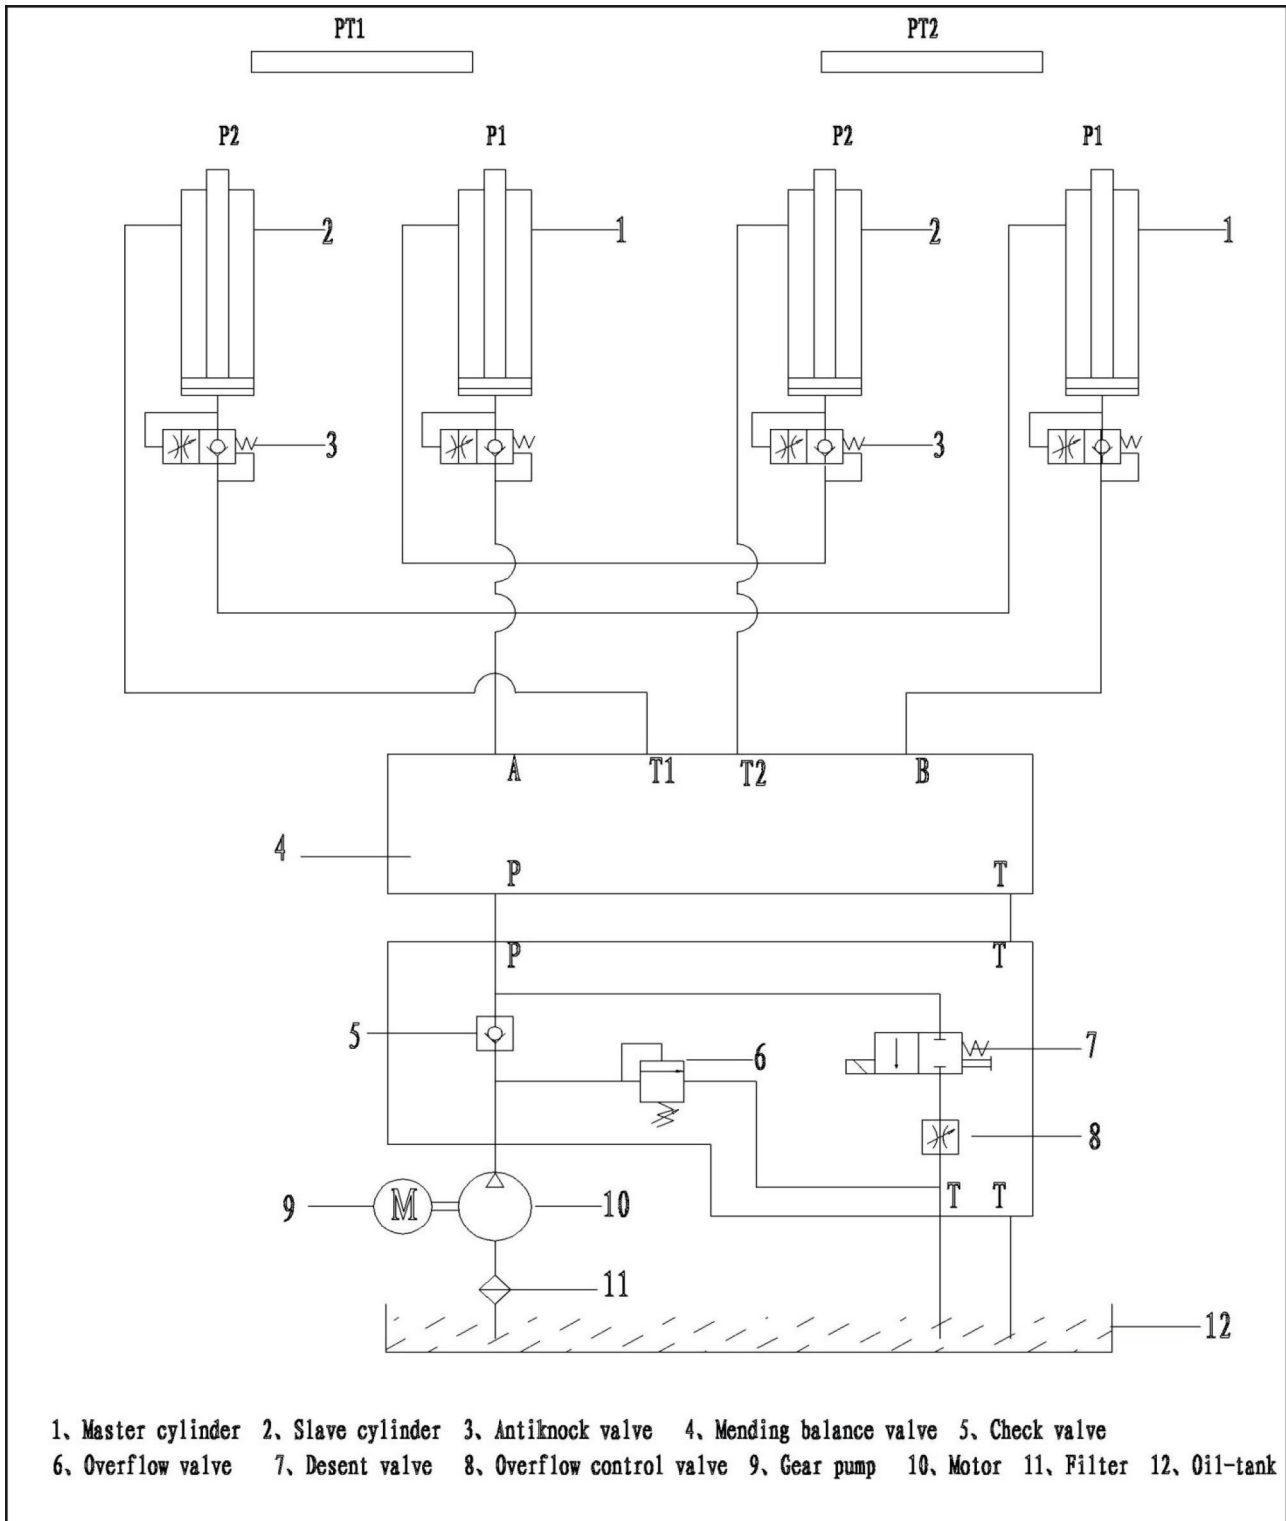 PT1 PT2
P2 P1 P2 P1
2 1 2 1
3 3
A T1 T2 B
4
P T
P T
5 6 7
8
9 M 10 T T
11
12
1、Master cylinder 2、Slave cylinder 3、Antiknock valve 4、Mending balance valve 5、Check valve
6、Overflow valve 7、Desent valve 8、Overflow control valve 9、Gear pump 10、Motor 11、Filter 12、Oil-tank